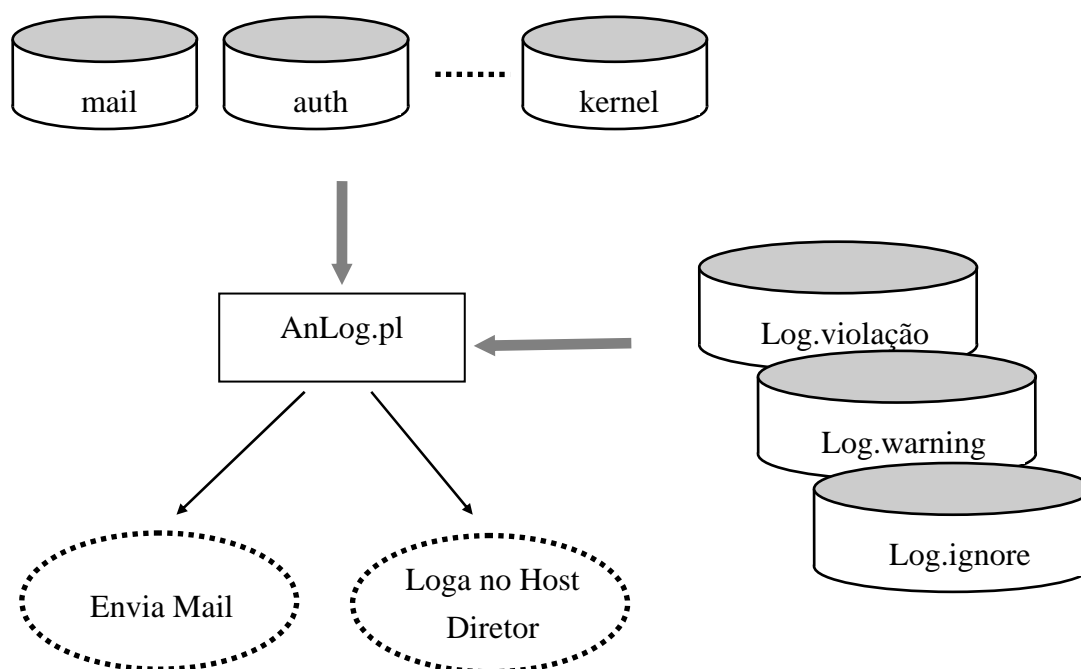 mail
auth
kernel
AnLog.pl
Log.violação
Log.warning
Log.ignore
Envia Mail
Loga no Host
Diretor